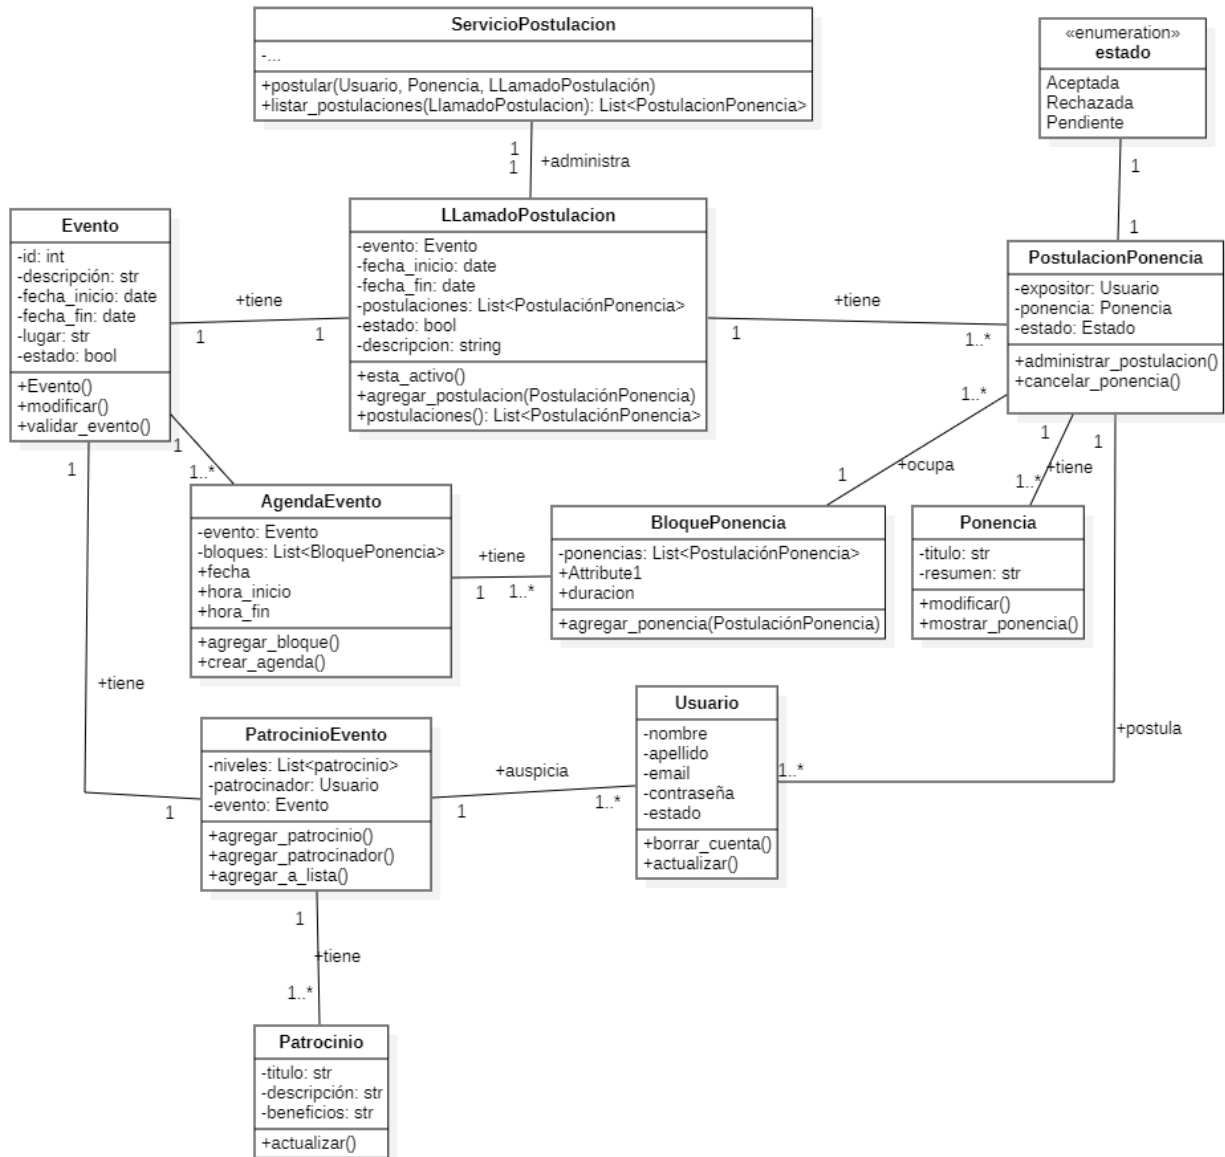 ServicioPostulacion
-...
+postular(Usuario, Ponencia, LLamadoPostulación)
+listar_postulaciones(LlamadoPostulacion): List<PostulacionPonencia>
«enumeration»
estado
Aceptada
Rechazada
Pendiente
1
1
+administra
1
1
Evento
-id: int
-descripción: str
-fecha_inicio: date
-fecha_fin: date
-lugar: str
-estado: bool
+Evento()
+modificar()
+validar_evento()
+tiene
1
1
LLamadoPostulacion
-evento: Evento
-fecha_inicio: date
-fecha_fin: date
-postulaciones: List<PostulaciónPonencia>
-estado: bool
-descripcion: string
+esta_activo()
+agregar_postulacion(PostulaciónPonencia)
+postulaciones(): List<PostulaciónPonencia>
+tiene
1
1..*
PostulacionPonencia
-expositor: Usuario
-ponencia: Ponencia
-estado: Estado
+administrar_postulacion()
+cancelar_ponencia()
1
1..*
1
1..*
+ocupa
1
1
+tiene
1..*
1
AgendaEvento
-evento: Evento
-bloques: List<BloquePonencia>
+fecha
+hora_inicio
+hora_fin
+agregar_bloque()
+crear_agenda()
+tiene
1
1..*
BloquePonencia
-ponencias: List<PostulaciónPonencia>
+Attribute1
+duracion
+agregar_ponencia(PostulaciónPonencia)
Ponencia
-titulo: str
-resumen: str
+modificar()
+mostrar_ponencia()
+tiene
1
PatrocinioEvento
-niveles: List<patrocinio>
-patrocinador: Usuario
-evento: Evento
+agregar_patrocinio()
+agregar_patrocinador()
+agregar_a_lista()
+auspicia
1
1..*
Usuario
-nombre
-apellido
-email
-contraseña
-estado
+borrar_cuenta()
+actualizar()
1..*
+postula
1
+tiene
1..*
Patrocinio
-titulo: str
-descripción: str
-beneficios: str
+actualizar()